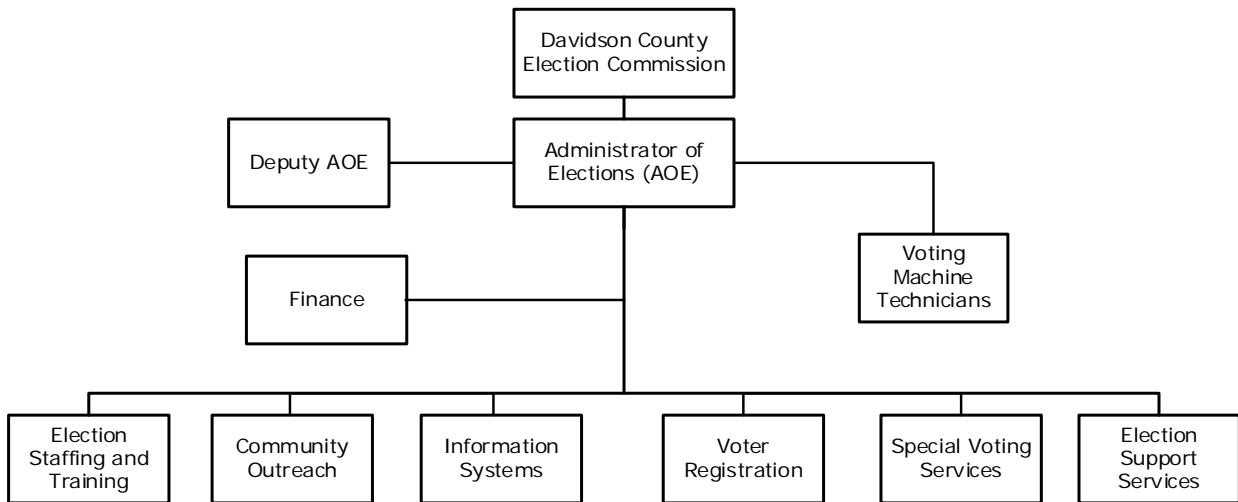 Davidson County
Election Commission
Deputy AOE
Administrator of
Elections (AOE)
Voting
Machine
Technicians
Finance
Election
Staffing and
Training
Community
Outreach
Information
Systems
Voter
Registration
Special Voting
Services
Election
Support
Services